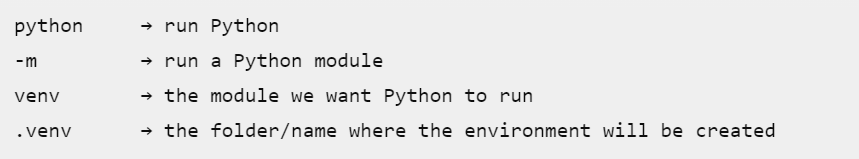 python → run Python
-m → run a Python module
venv → the module we want Python to run
.venv → the folder/name where the environment will be created